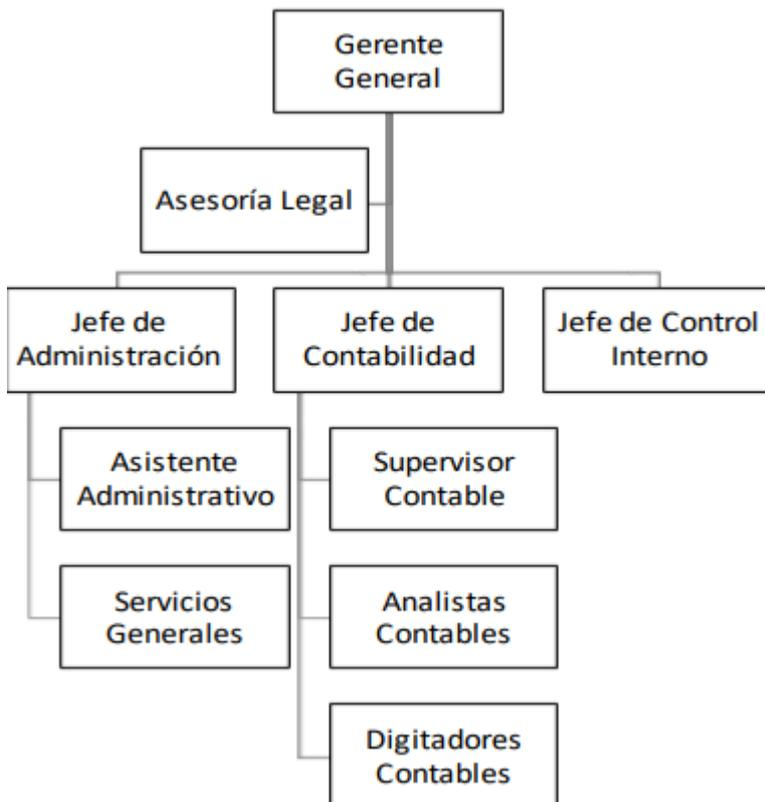 Gerente
General
Asesoría Legal
Jefe de
Administración
Jefe de
Contabilidad
Jefe de Control
Interno
Asistente
Administrativo
Supervisor
Contable
Servicios
Generales
Analistas
Contables
Digitadores
Contables